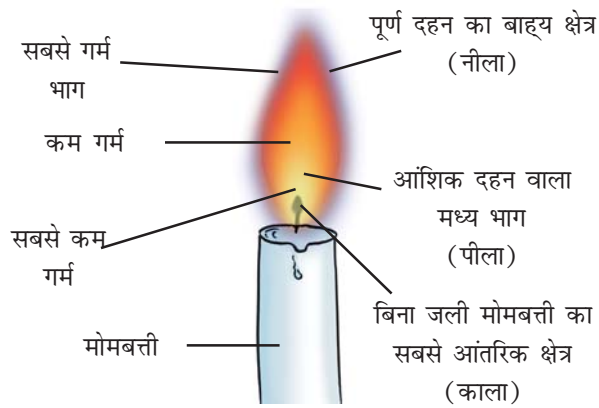 सबसे गर्म
भाग
कम गर्म
सबसे कम
गर्म
मोमबत्ती
पूर्ण दहन का बाह्‌य क्षेत्र
(नीला)
आंशिक दहन वाला
मध्य भाग
(पीला)
बिना जली मोमबत्ती का
सबसे आंतरिक क्षेत्र
(काला)